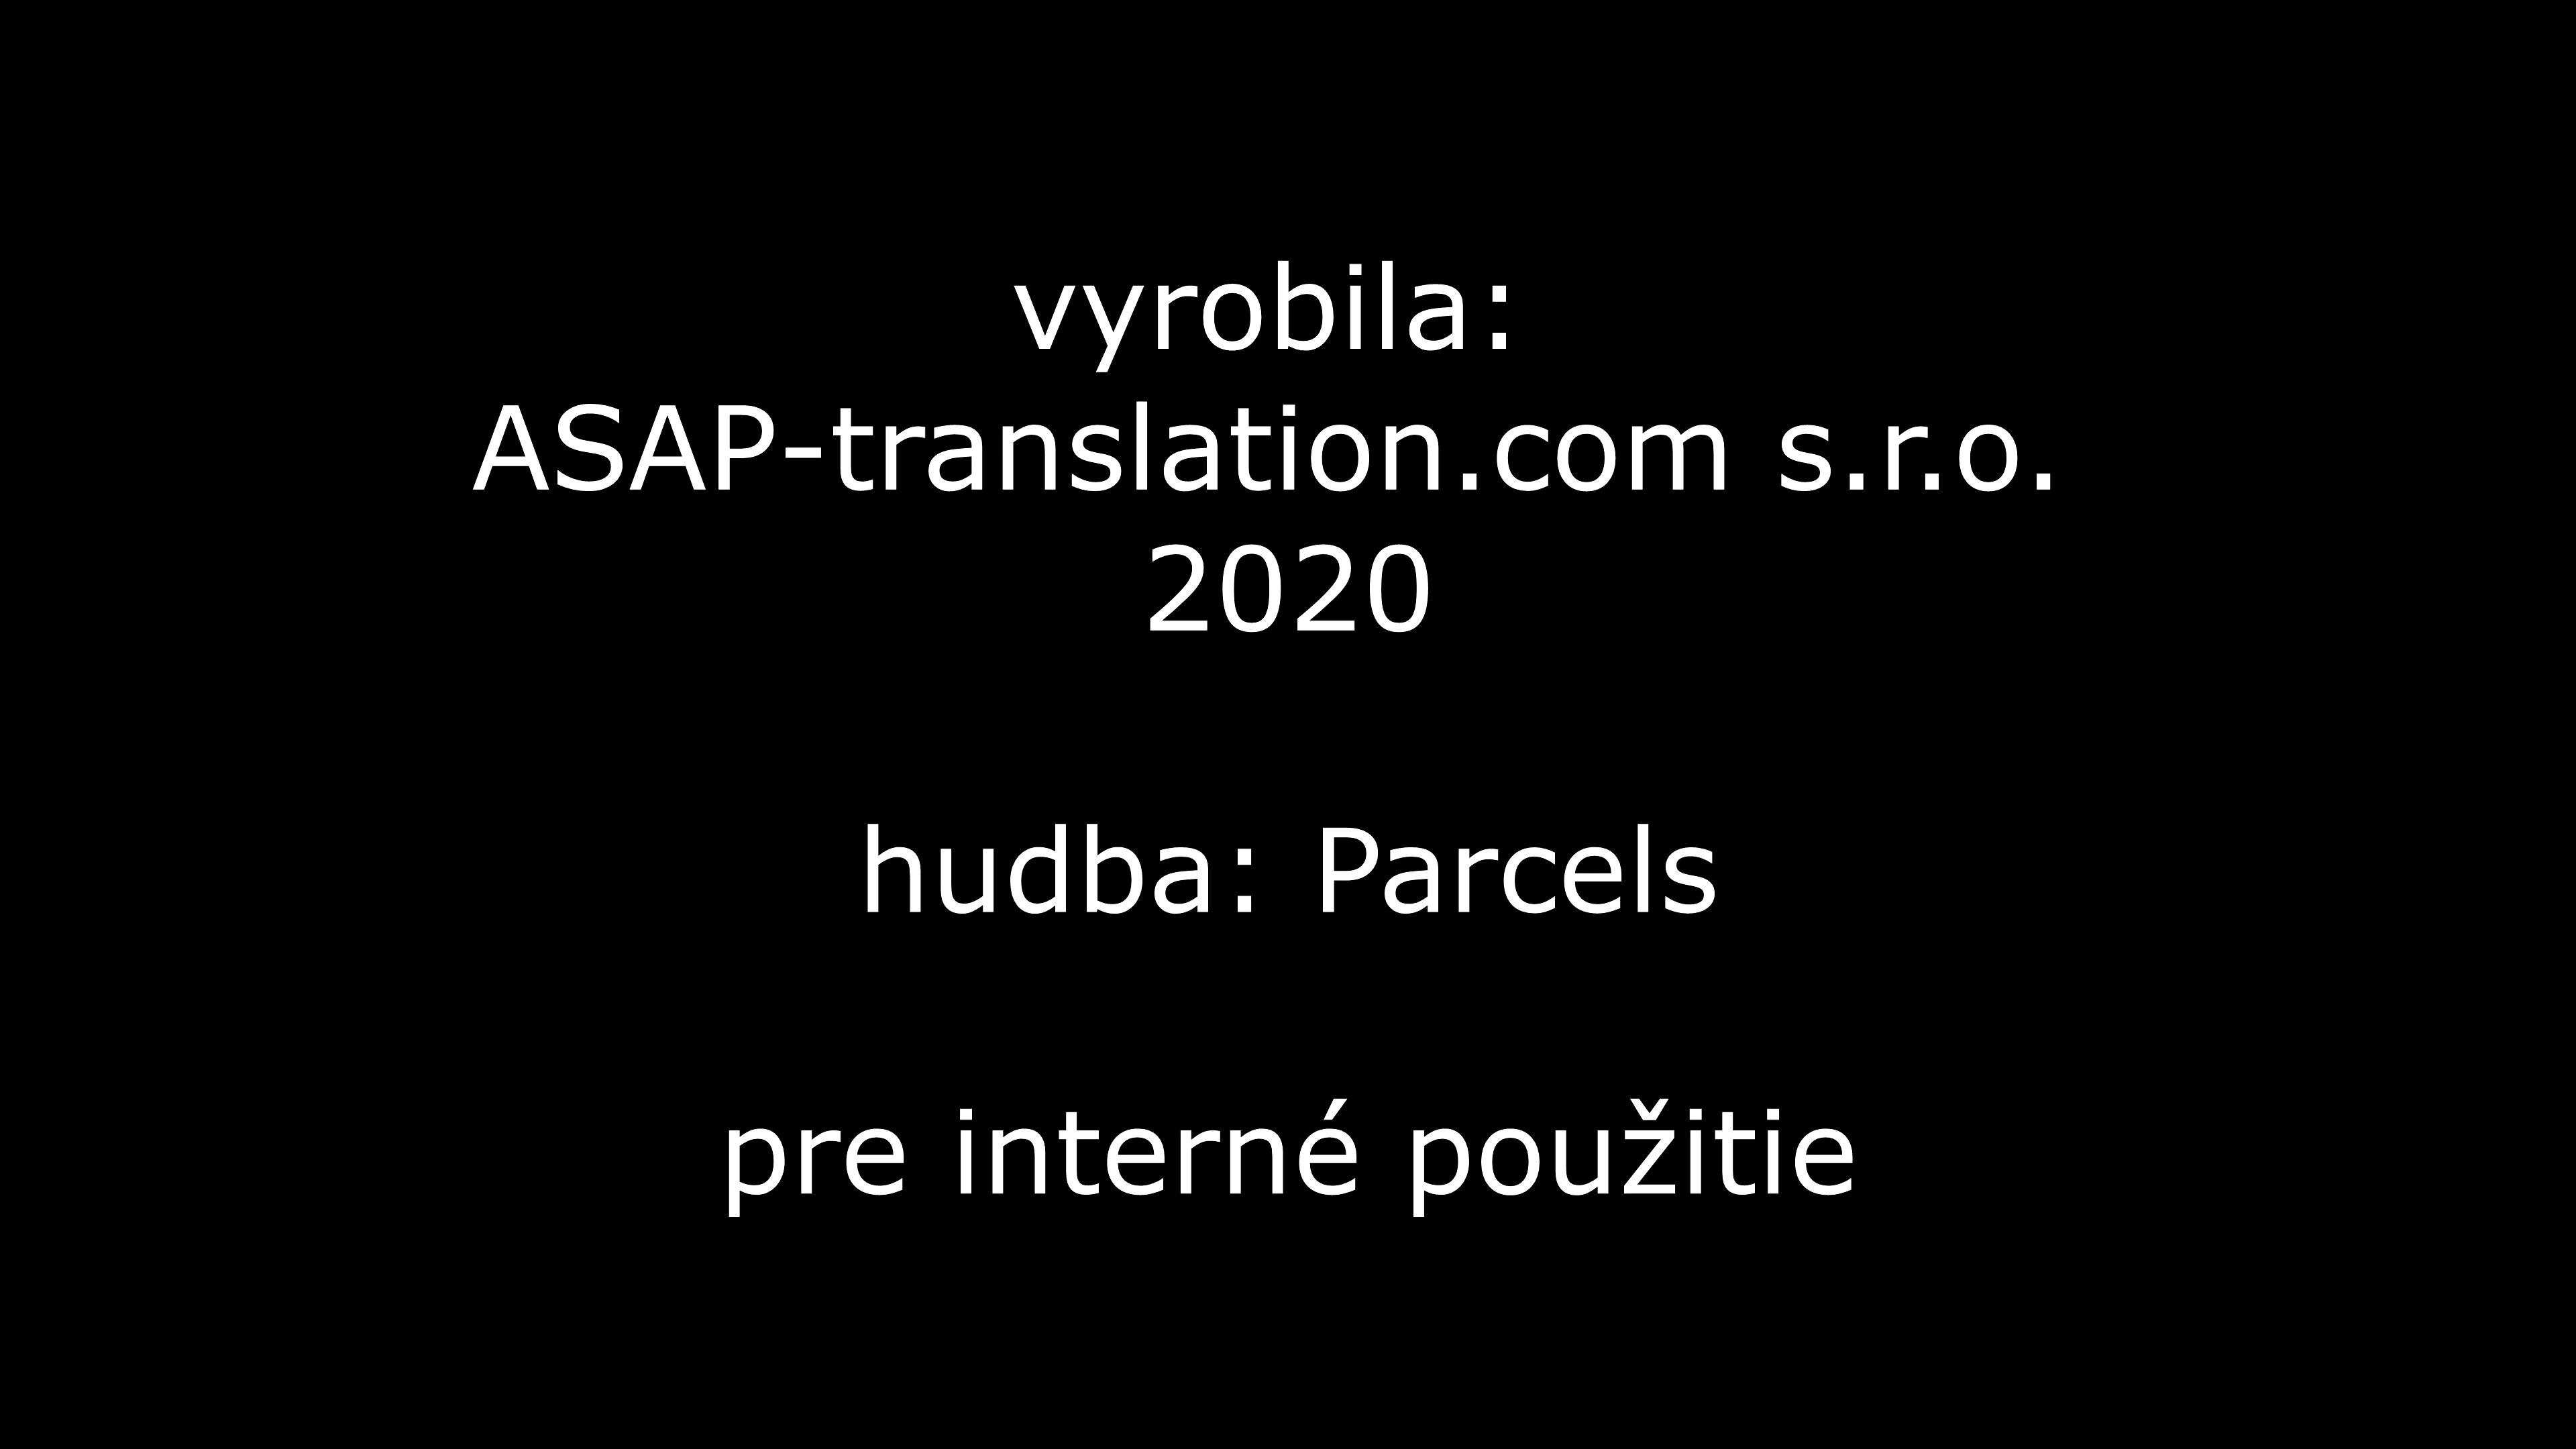 vyrobila:
ASAP-translation.com s.r.o.
2020
hudba: Parcels
pre interné použitie